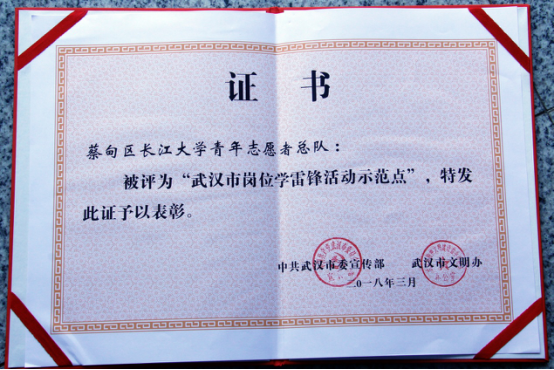 证 书
蔡甸区长江大学青年志愿者总队：
被评为“武汉市岗位学雷锋活动示范点”，特发
此证予以表彰。
中共武汉市委宣传部 武汉市文明办
二〇一八年三月